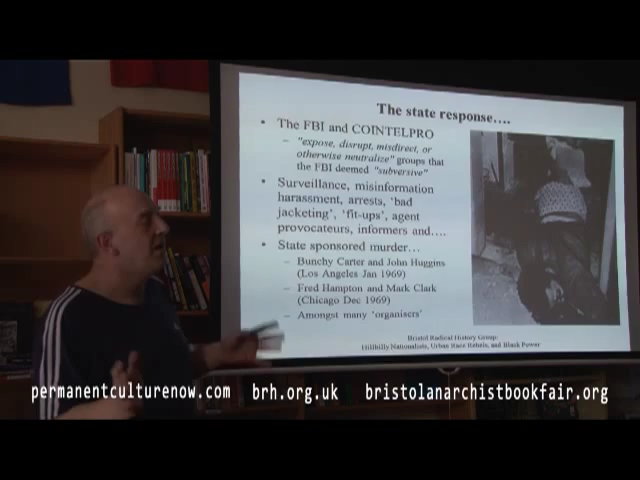 The state response….
• The FBI and COINTELPRO
– "expose, disrupt, misdirect, or
otherwise neutralize" groups that
the FBI deemed "subversive"
• Surveillance, misinformation
harassment, arrests, 'bad
jacketing', 'fit-ups', agent
provocateurs, informers and….
• State sponsored murder…
– Bunchy Carter and John Huggins
(Los Angeles Jan 1969)
– Fred Hampton and Mark Clark
(Chicago Dec 1969)
– Amongst many 'organisers'
Bristol Radical History Group:
Hillbilly Nationalists, Urban Race Rebels, and Black Power
permanentculturenow.com brh.org.uk bristolanarchistbookfair.org